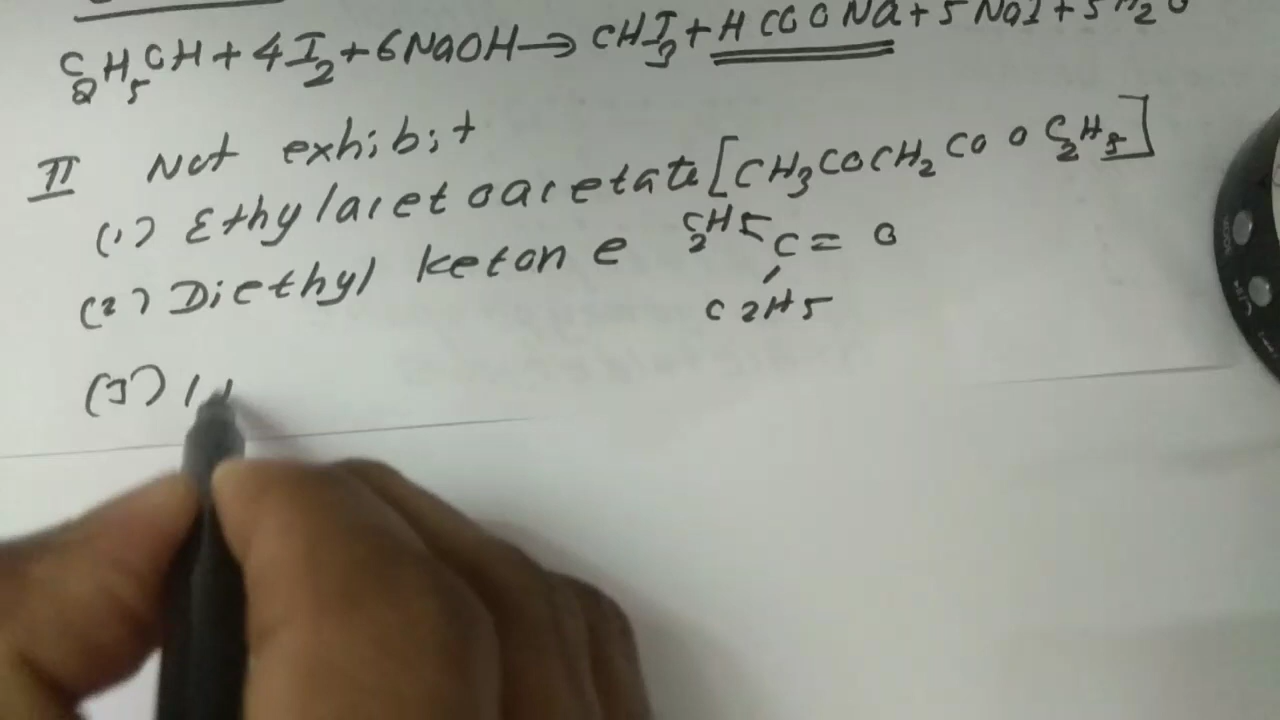 C2H5OH + 4I2 + 6NaOH → CHI3 + HCOONa + 5NaI + 5H2O
II Not exhibit
(1) Ethylacetoacetate [CH3COCH2COOC2H5]
(2) Diethyl ketone C2H5 C = O
C2H5
(3)